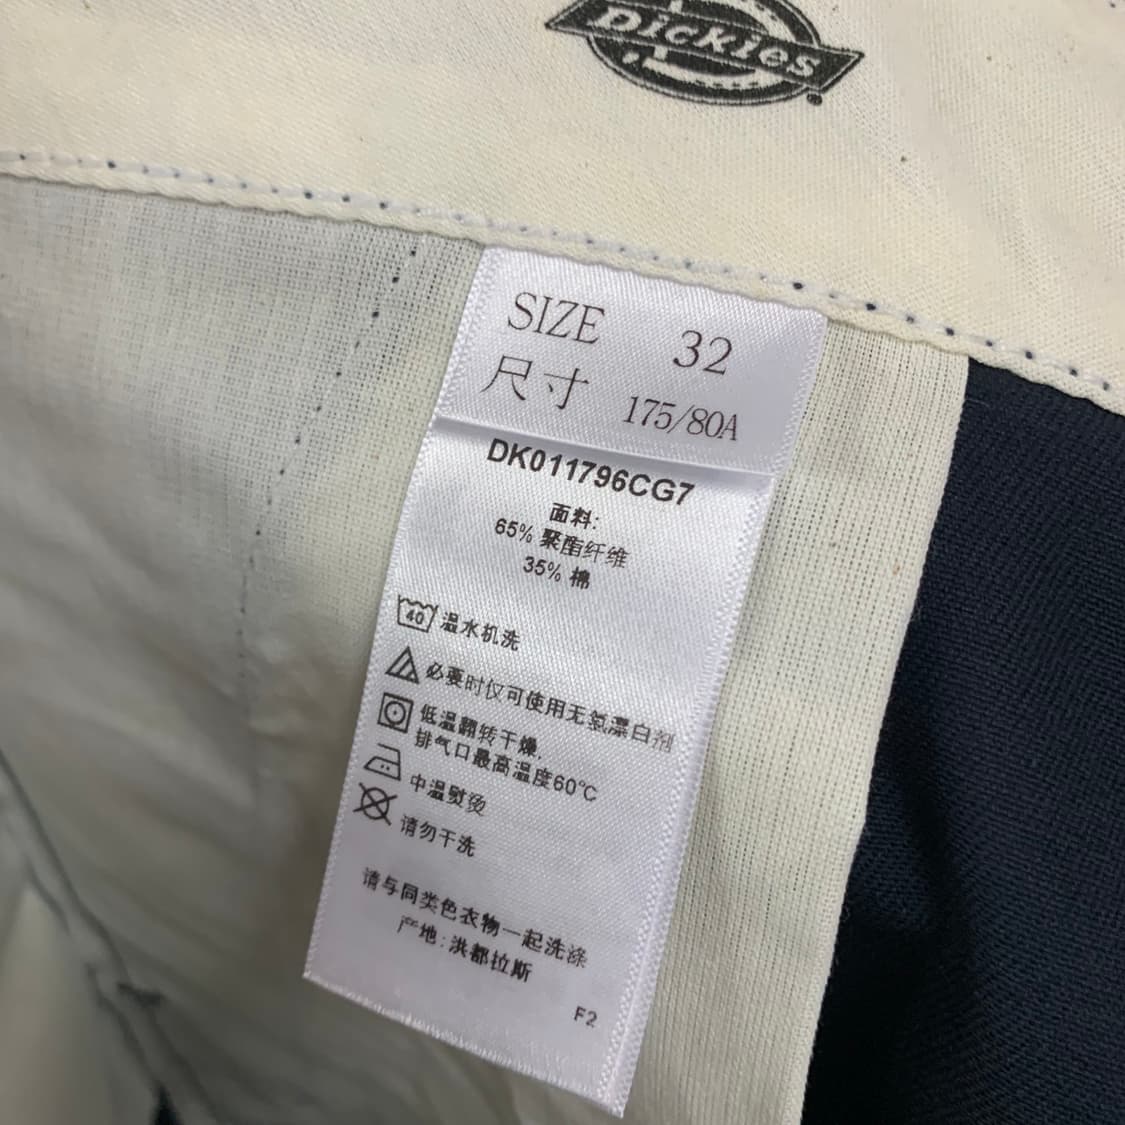 Dickies®
SIZE 32
尺寸 175/80A
DK011796CG7
面料:
65% 聚酯纤维
35% 棉
40 温水机洗
必要时仅可使用无氯漂白剂
低温翻转干燥,
排气口最高温度60℃
中温熨烫
请勿干洗
请与同类色衣物一起洗涤
产地:洪都拉斯
F2